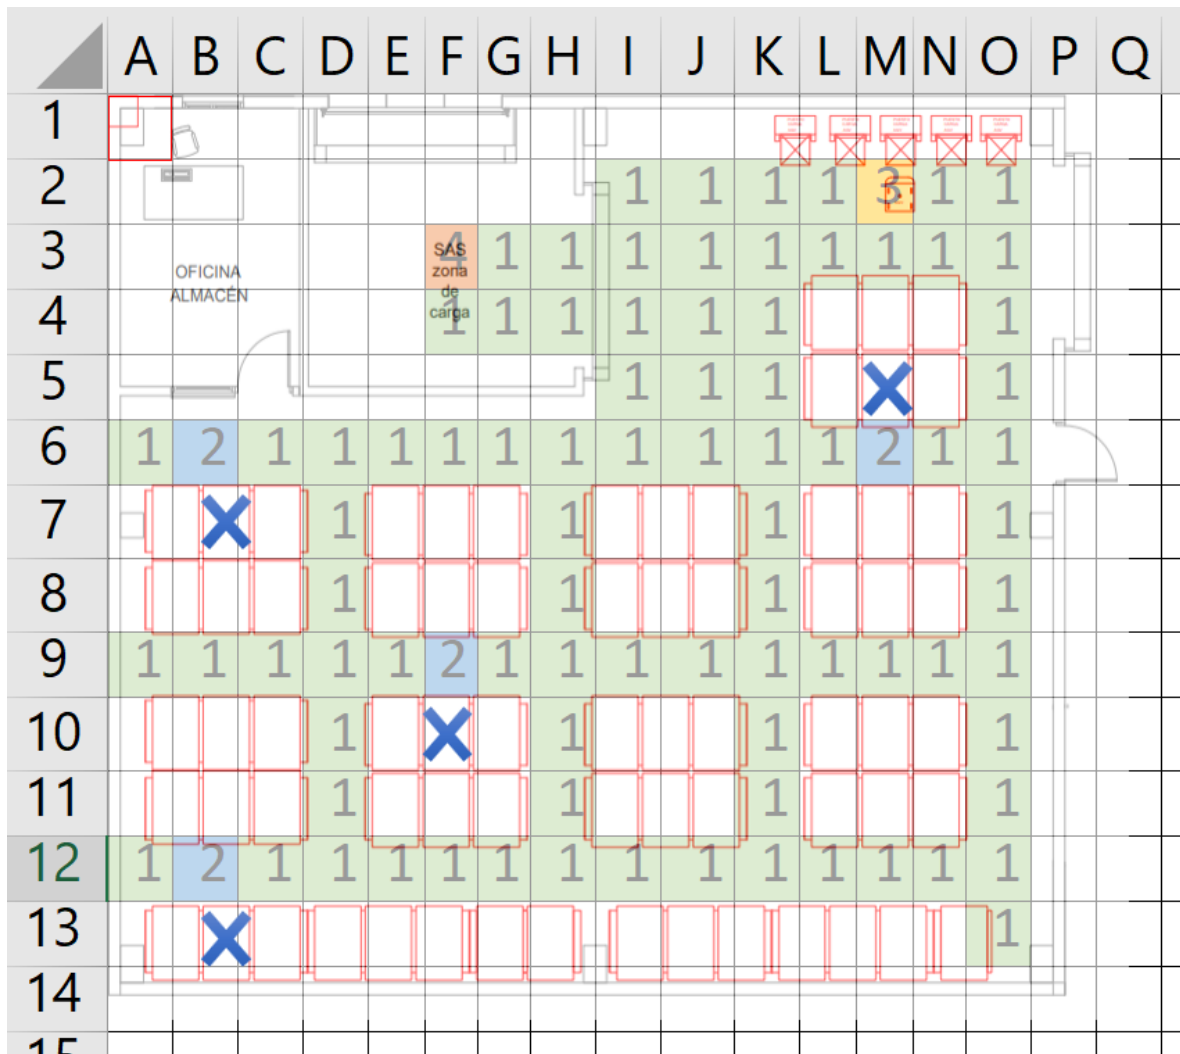 A B C D E F G H I J K L M N O P Q
1
2 1 1 1 1 3 1 1
3 4 1 1 1 1 1 1 1 1 1
SAS
zona
de
carga
OFICINA
ALMACÉN
4 1 1 1 1 1 1 1
5 1 1 1 1
6 1 2 1 1 1 1 1 1 1 1 1 1 2 1 1
7 1 1 1 1
8 1 1 1 1
9 1 1 1 1 1 2 1 1 1 1 1 1 1 1 1
10 1 1 1 1
11 1 1 1 1
12 1 2 1 1 1 1 1 1 1 1 1 1 1 1 1
13 1
14
15